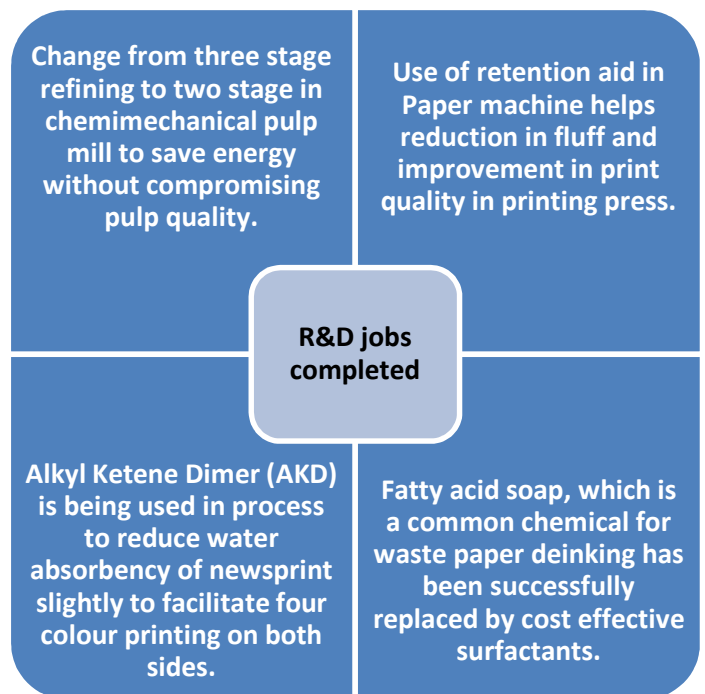 Change from three stage
refining to two stage in
chemimechanical pulp
mill to save energy
without compromising
pulp quality.
Use of retention aid in
Paper machine helps
reduction in fluff and
improvement in print
quality in printing press.
R&D jobs
completed
Alkyl Ketene Dimer (AKD)
is being used in process
to reduce water
absorbency of newsprint
slightly to facilitate four
colour printing on both
sides.
Fatty acid soap, which is
a common chemical for
waste paper deinking has
been successfully
replaced by cost effective
surfactants.